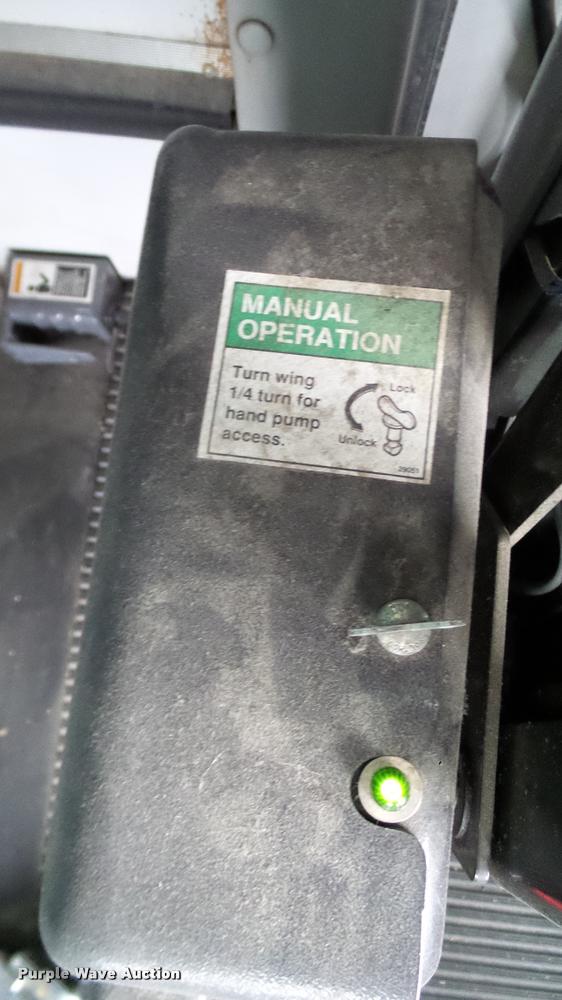 MANUAL
OPERATION
Turn wing
1/4 turn for
hand pump
access.
Lock
Unlock
Purple Wave Auction